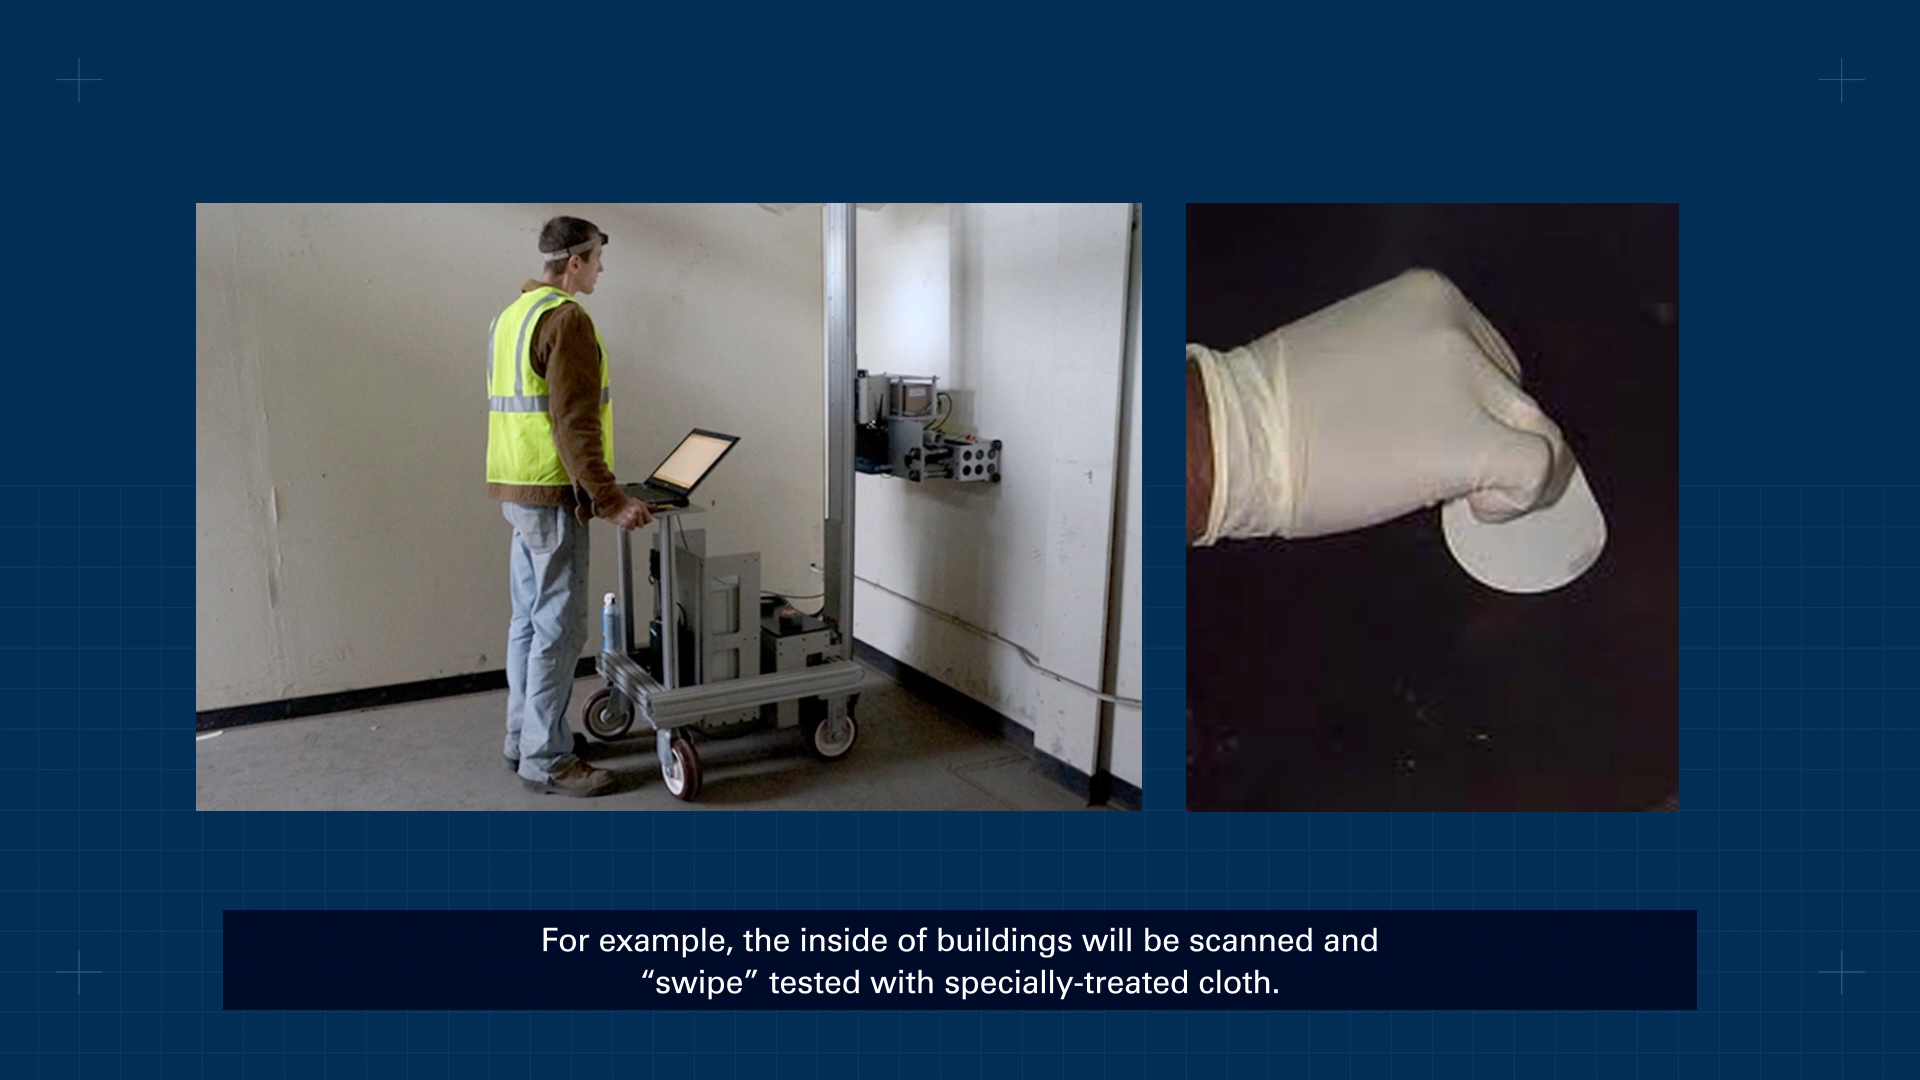 For example, the inside of buildings will be scanned and
“swipe” tested with specially-treated cloth.